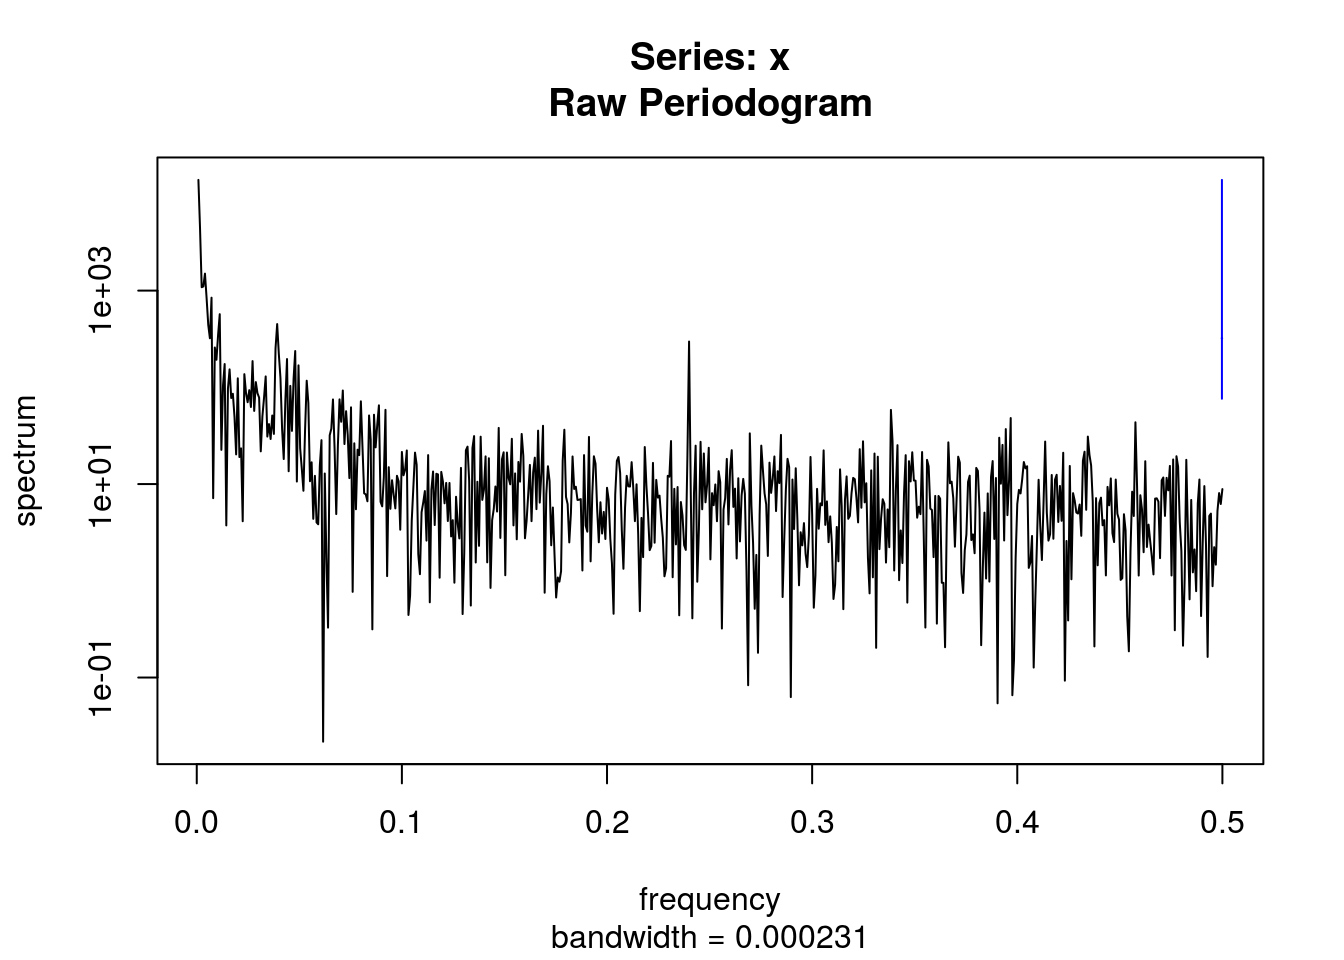 Series: x
Raw Periodogram
spectrum
1e+03
1e+01
1e-01
0.0 0.1 0.2 0.3 0.4 0.5
frequency
bandwidth = 0.000231